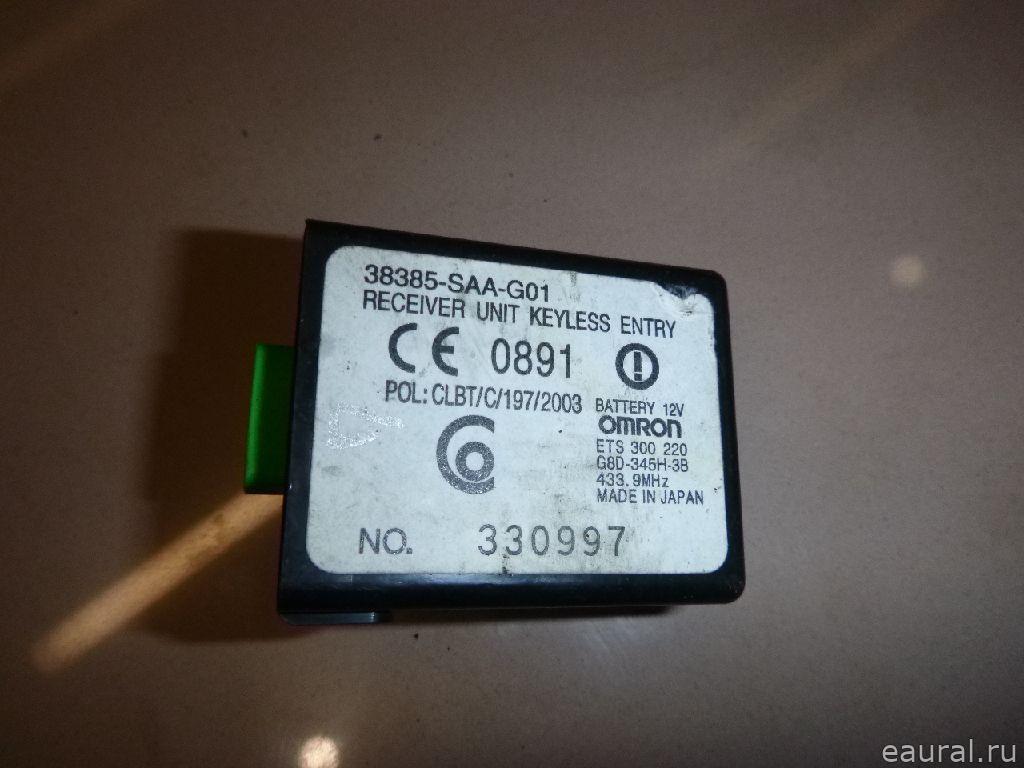 38385-SAA-G01
RECEIVER UNIT KEYLESS ENTRY
CE 0891
POL: CLBT/C/197/2003
BATTERY 12V
OMRON
ETS 300 220
G8D-345H-3B
433.9MHz
MADE IN JAPAN
NO. 330997
eaural.ru